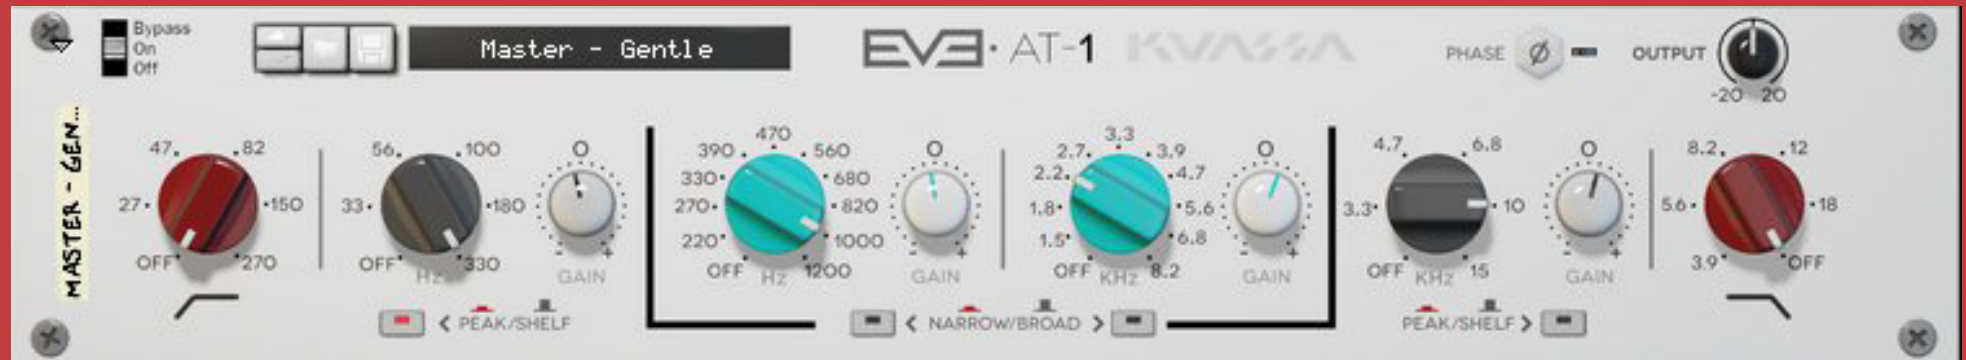 Bypass
On
Off
Master - Gentle
EVE·AT-1
KVASSA
PHASE Ø
OUTPUT
-20 20
MASTER - GEN...
47 82
27 150
OFF 270
56 100
33 180
OFF Hz 330
O
- +
GAIN
< PEAK/SHELF
470
390 560
330 680
270 820
220 1000
OFF Hz 1200
O
- +
GAIN
3.3
2.7 3.9
2.2 4.7
1.8 5.6
1.5 6.8
OFF KHz 8.2
O
- +
GAIN
< NARROW/BROAD >
4.7 6.8
3.3 10
OFF KHz 15
O
- +
GAIN
PEAK/SHELF >
8.2 12
5.6 18
3.9 OFF